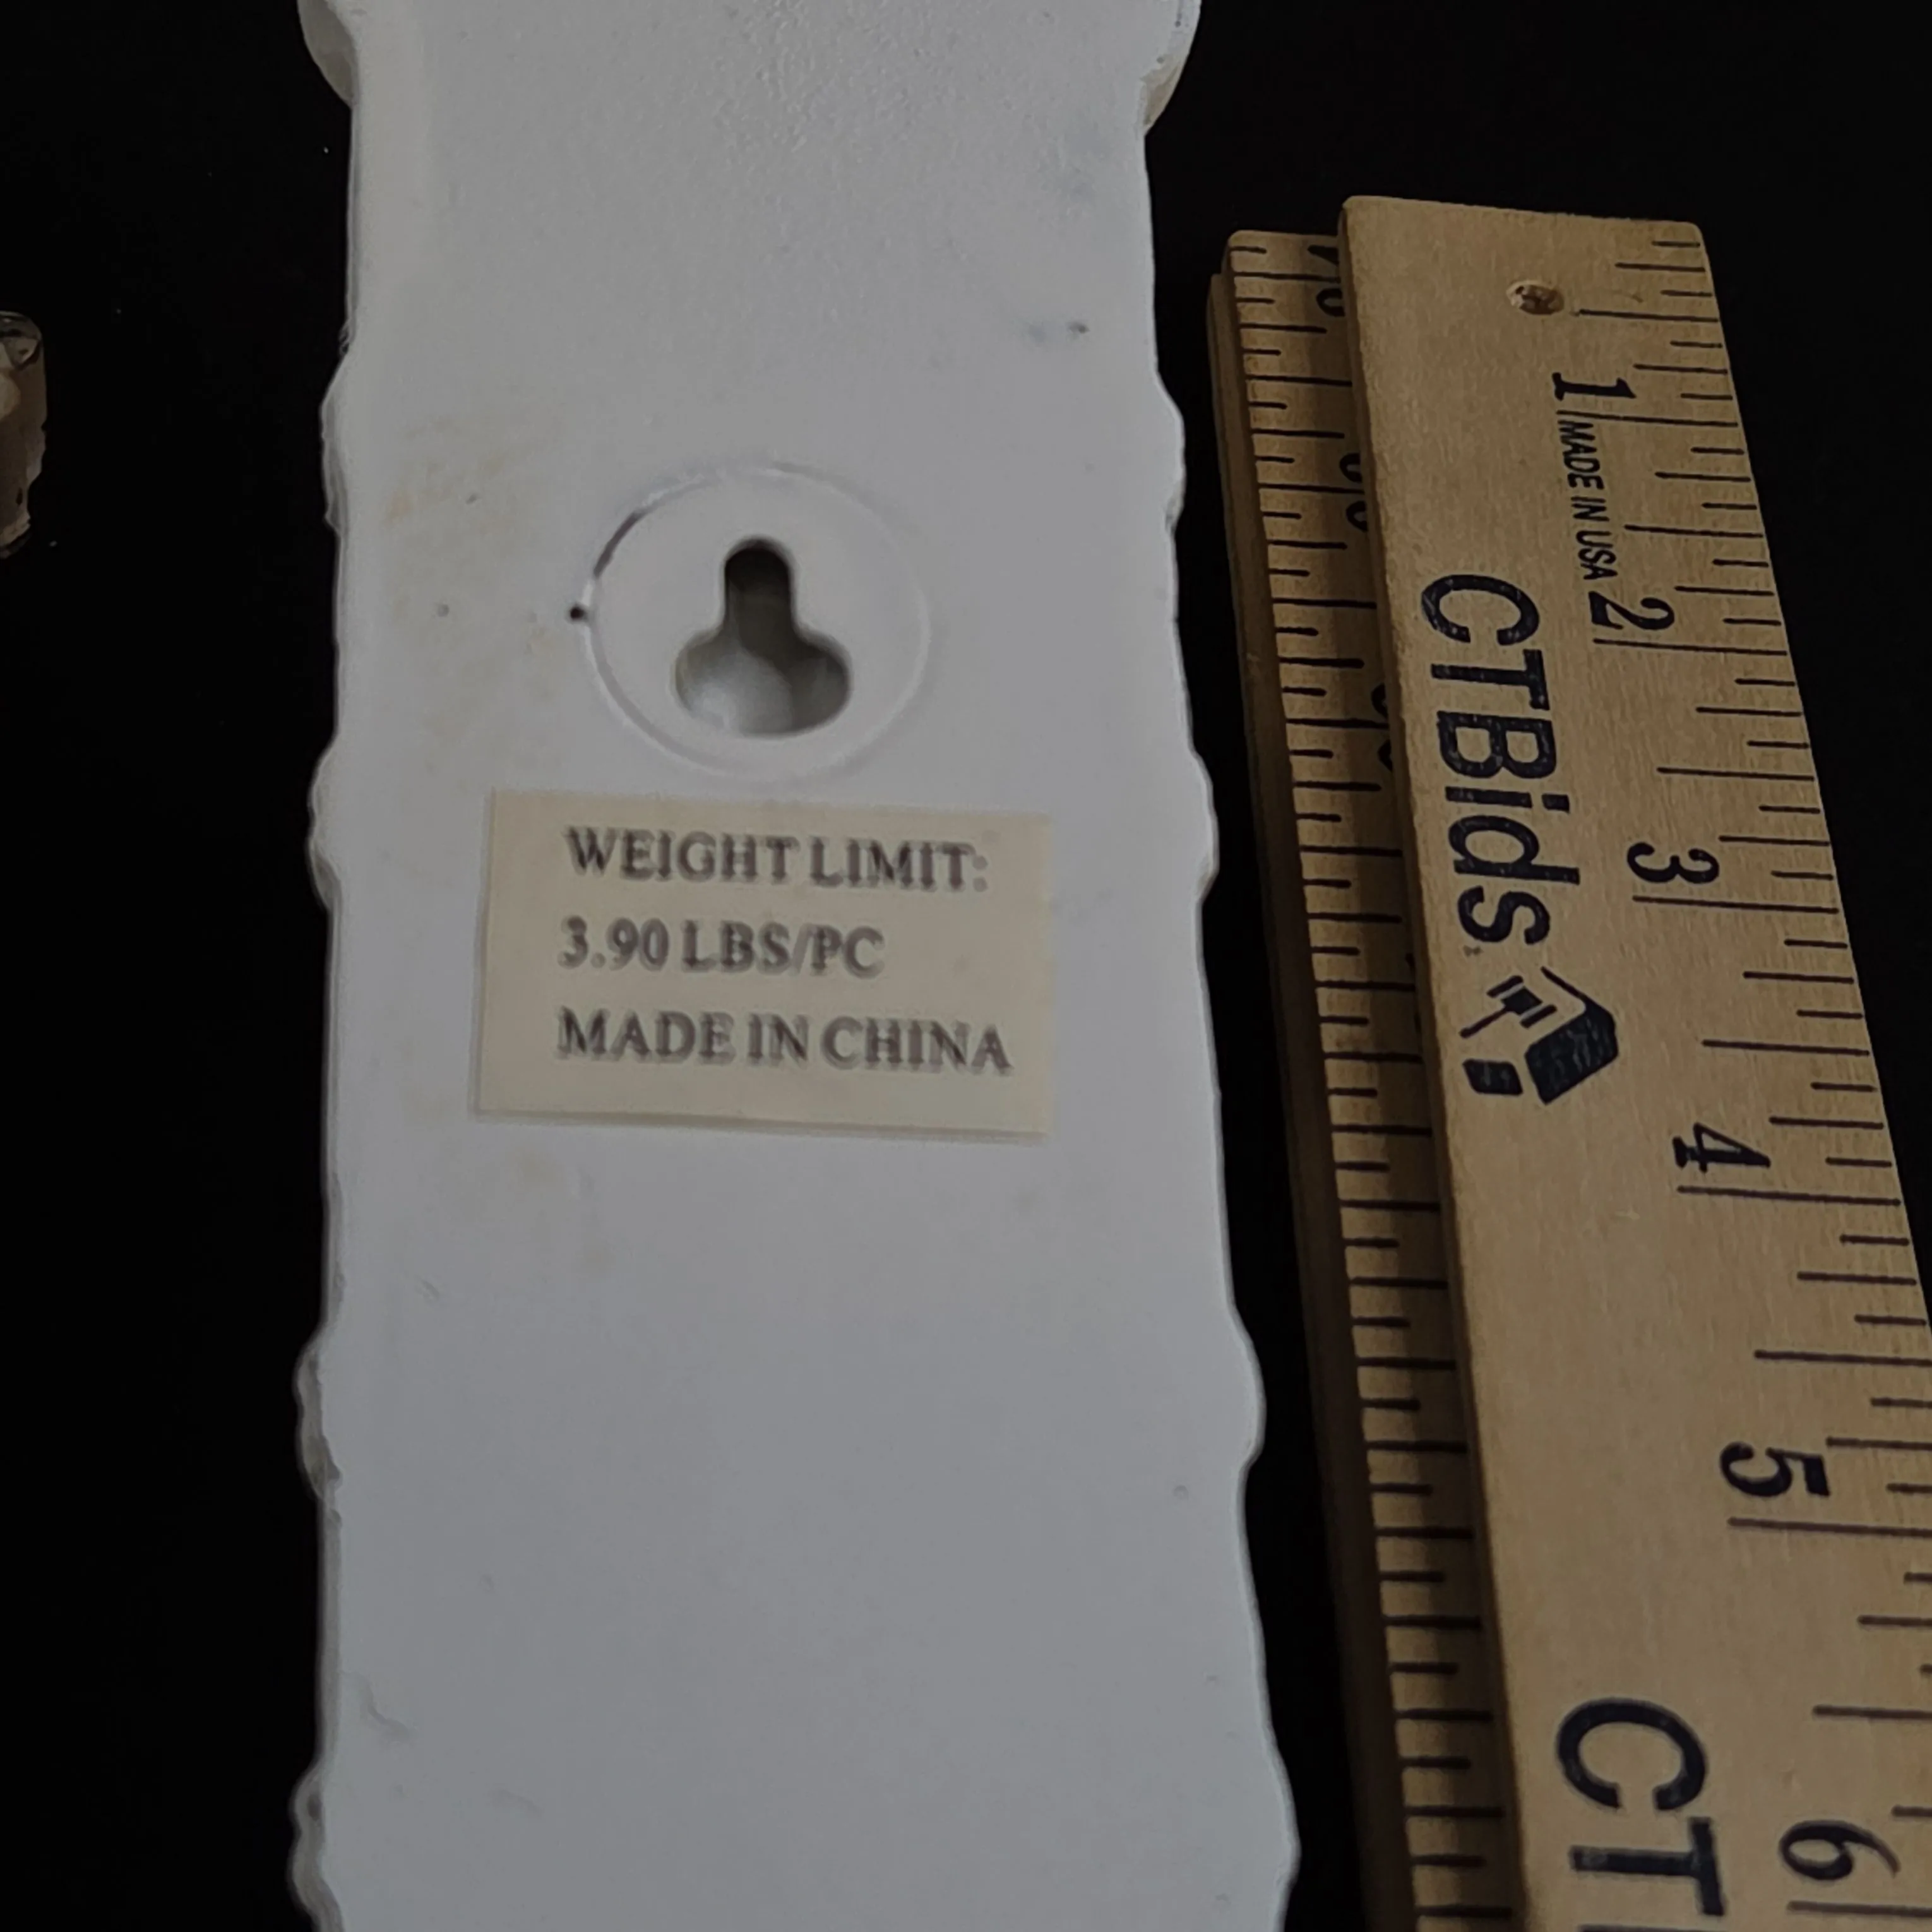 WEIGHT LIMIT:
3.90 LBS/PC
MADE IN CHINA
1
MADE IN USA
2
3
4
5
6
CTBids
CT